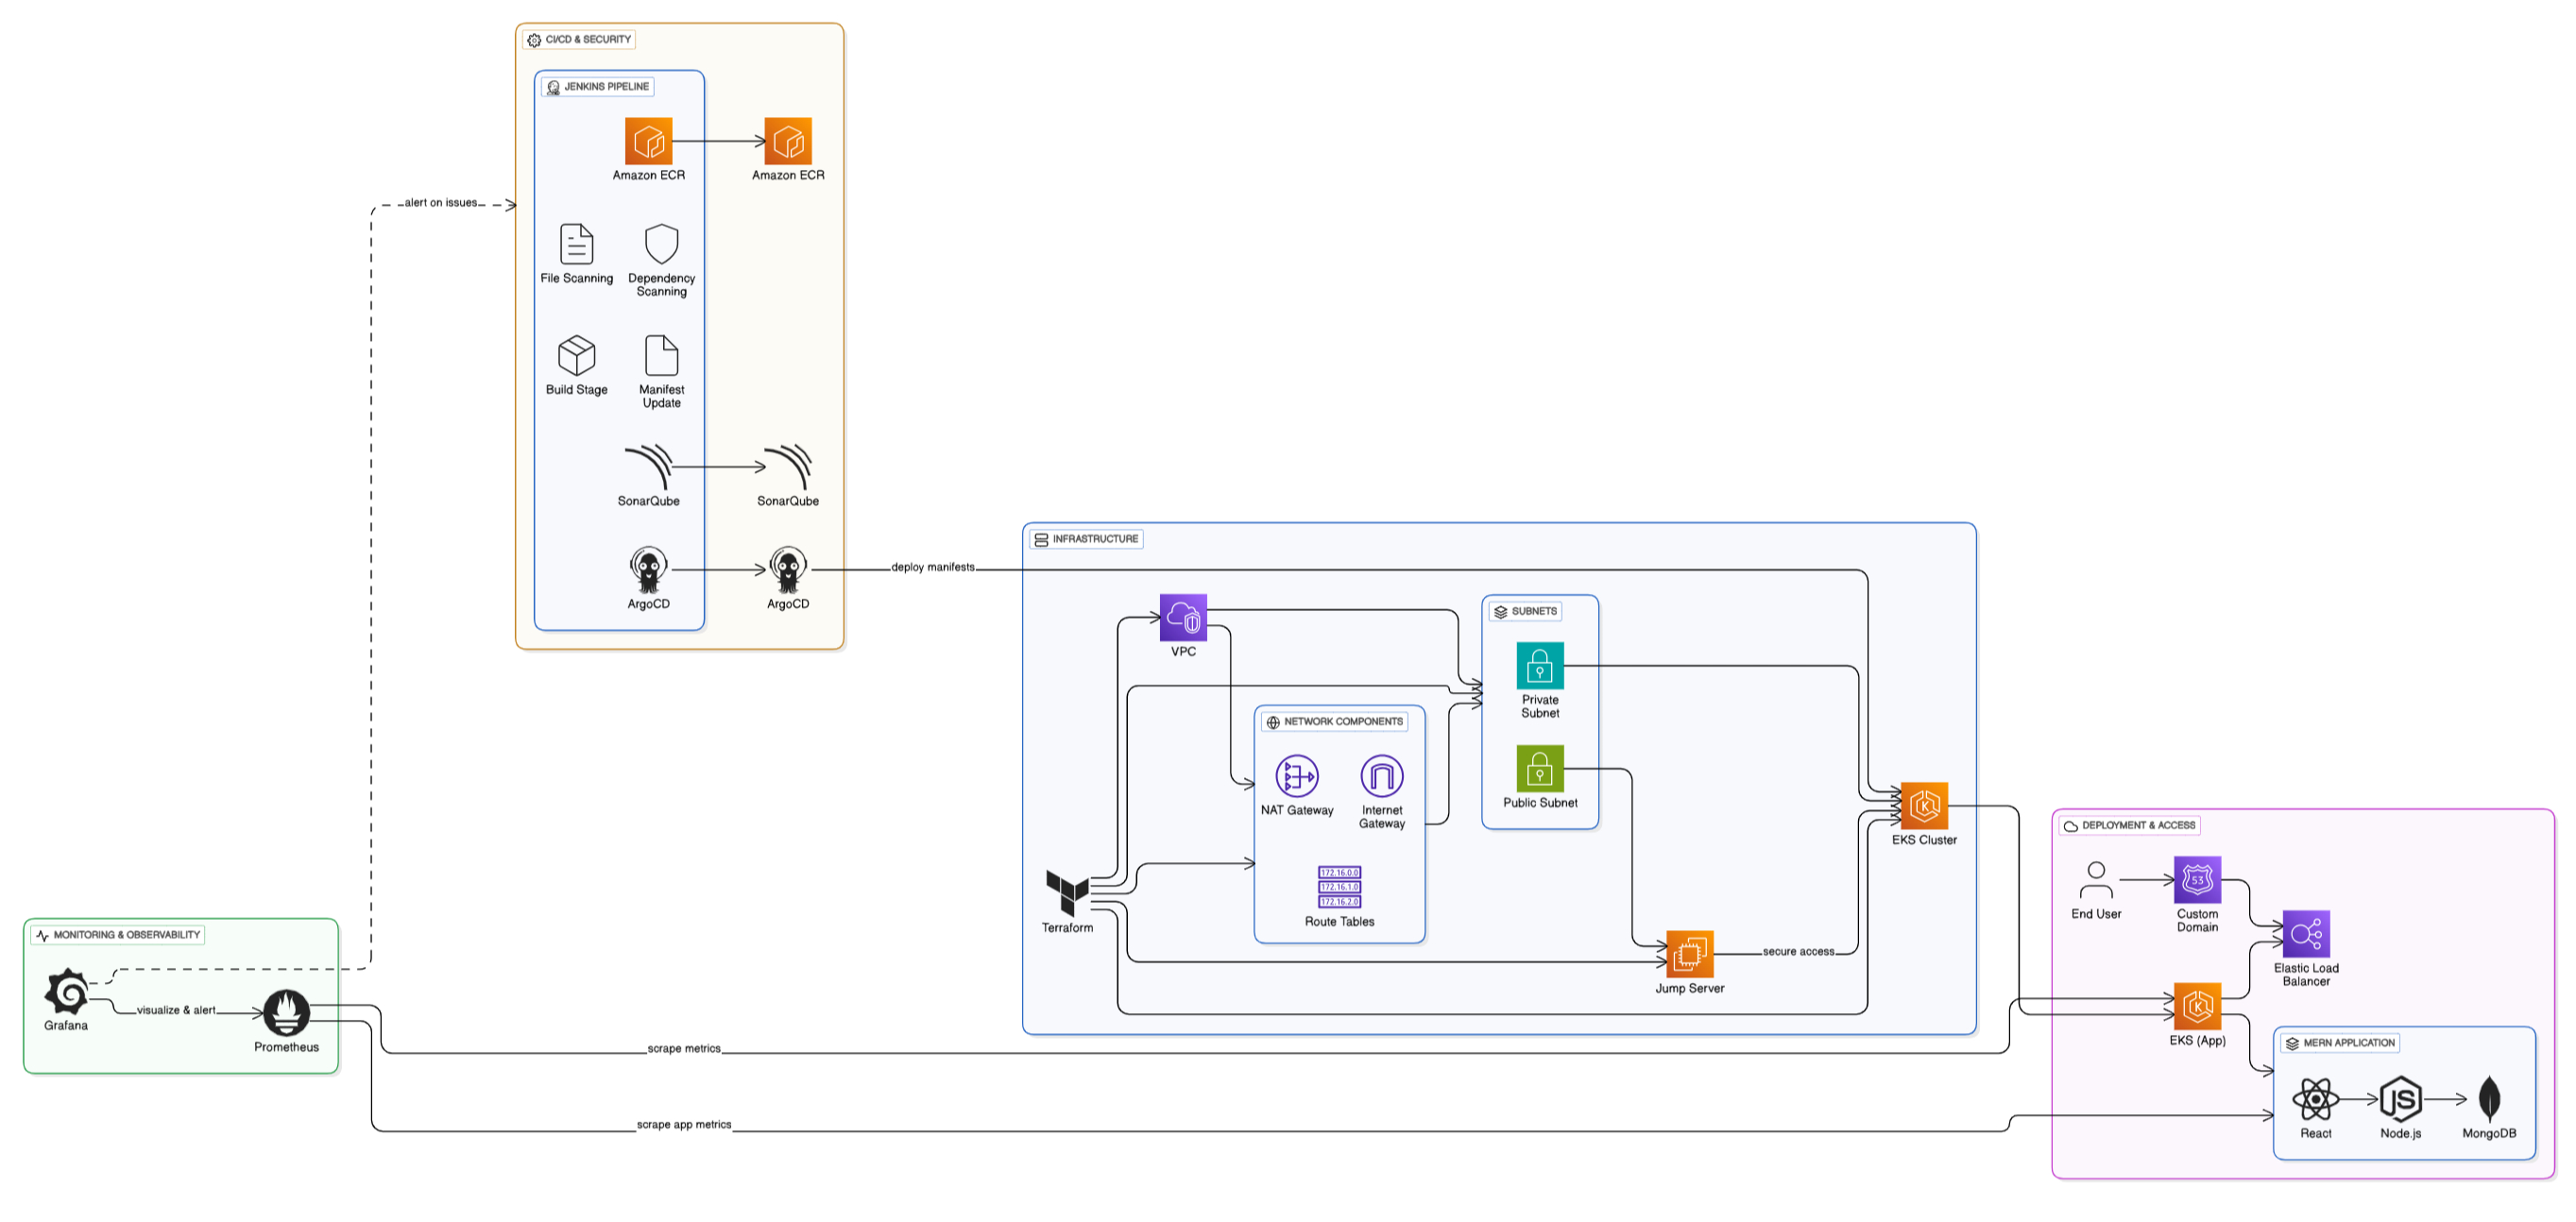 CI/CD & SECURITY
JENKINS PIPELINE
Amazon ECR
Amazon ECR
alert on issues
File Scanning
Dependency
Scanning
Build Stage
Manifest
Update
SonarQube
SonarQube
ArgoCD
ArgoCD
deploy manifests
INFRASTRUCTURE
VPC
SUBNETS
Private
Subnet
Public Subnet
NETWORK COMPONENTS
NAT Gateway
Internet
Gateway
172.16.0.0
172.16.1.0
172.16.2.0
Route Tables
Terraform
Jump Server
secure access
EKS Cluster
MONITORING & OBSERVABILITY
Grafana
visualize & alert
Prometheus
scrape metrics
scrape app metrics
DEPLOYMENT & ACCESS
End User
53
Custom
Domain
Elastic Load
Balancer
K
K
EKS (App)
MERN APPLICATION
React
JS
Node.js
MongoDB